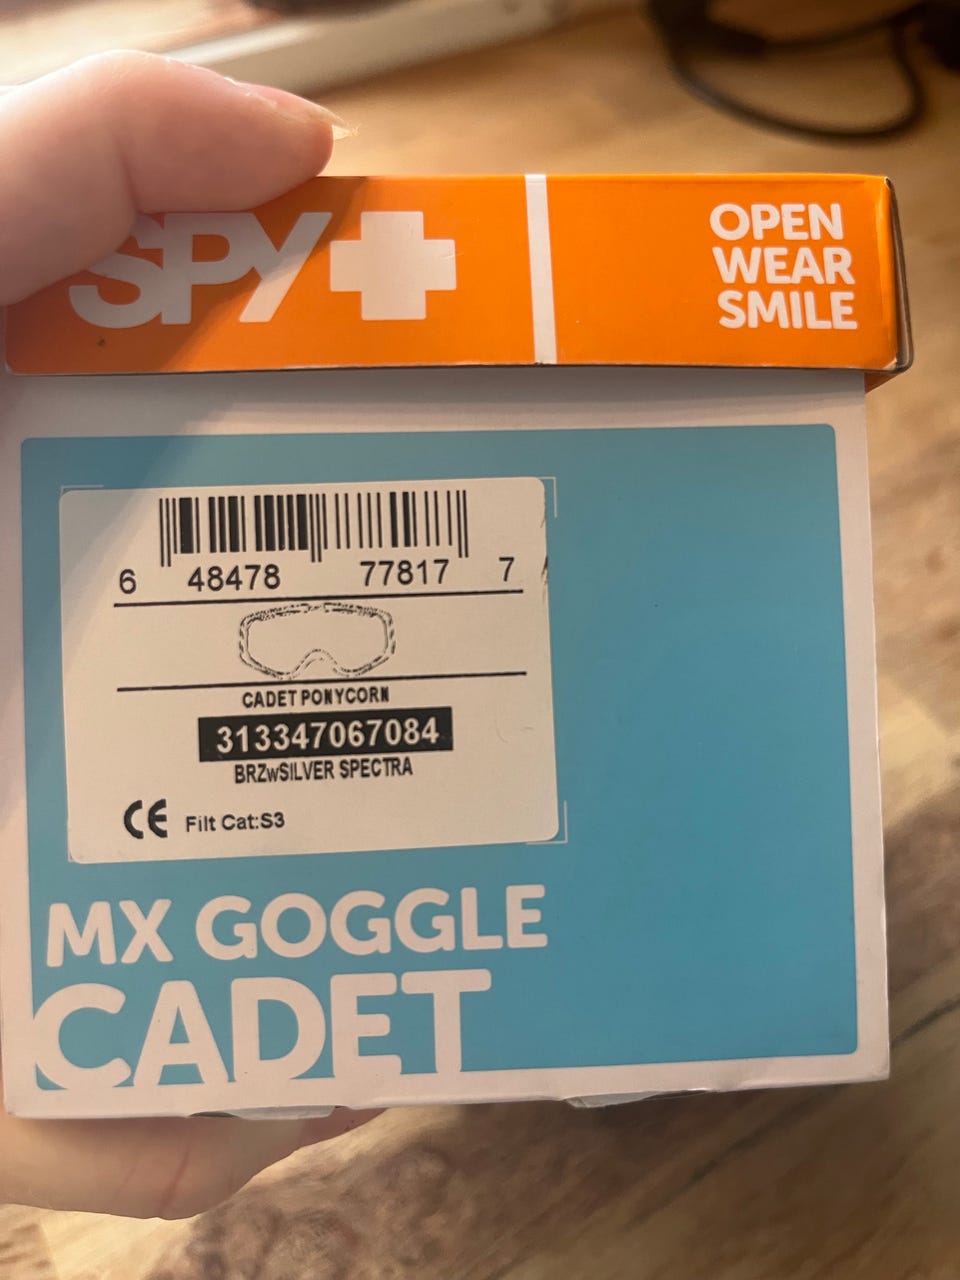 SPY+
OPEN
WEAR
SMILE
6 48478 77817 7
CADET PONYCORN
313347067084
BRZwSILVER SPECTRA
CE Filt Cat:S3
MX GOGGLE
CADET